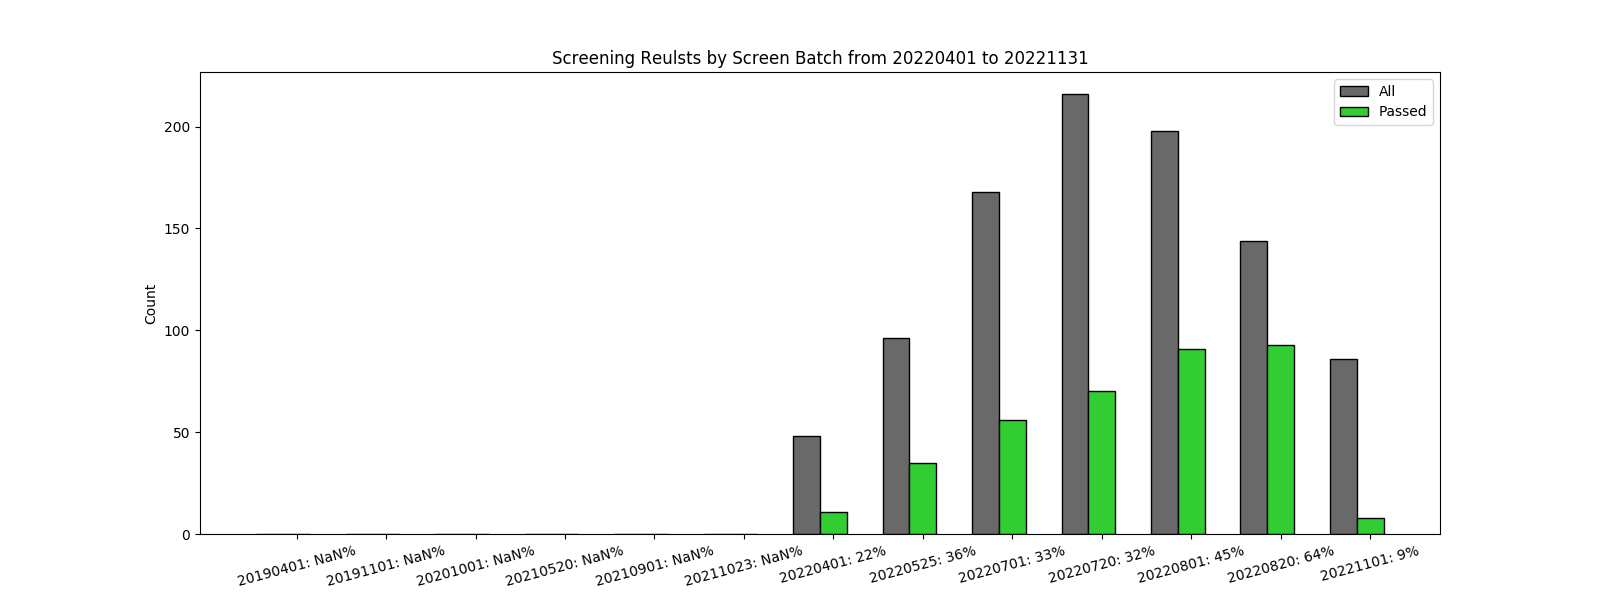 Screening Reulsts by Screen Batch from 20220401 to 20221131
All
Passed
Count
200
150
100
50
0
20190401: NaN%
20191101: NaN%
20201001: NaN%
20210520: NaN%
20210901: NaN%
20211023: NaN%
20220401: 22%
20220525: 36%
20220701: 33%
20220720: 32%
20220801: 45%
20220820: 64%
20221101: 9%